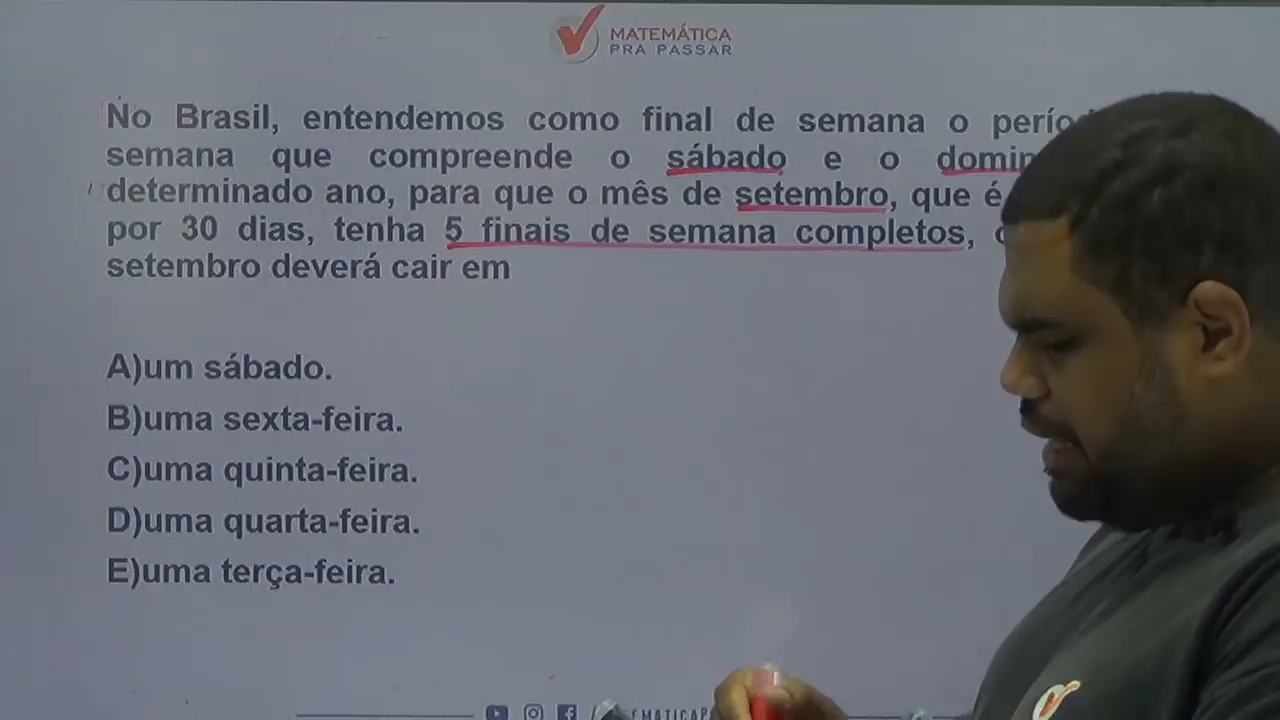 MATEMÁTICA
PRA PASSAR
No Brasil, entendemos como final de semana o
semana que compreende o sábado e o
determinado ano, para que o mês de setembro, que é
por 30 dias, tenha 5 finais de semana completos,
setembro deverá cair em
A)um sábado.
B)uma sexta-feira.
C)uma quinta-feira.
D)uma quarta-feira.
E)uma terça-feira.